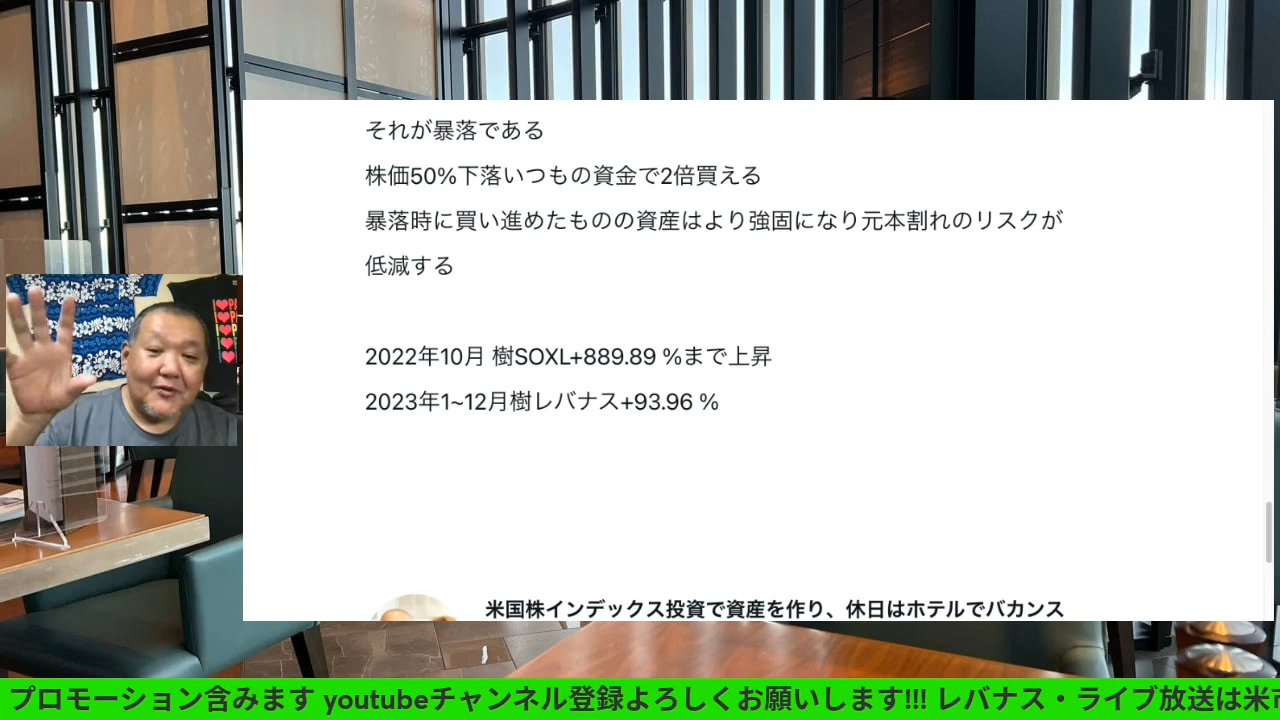 それが暴落である
株価50%下落いつもの資金で2倍買える
暴落時に買い進めたものの資産はより強固になり元本割れのリスクが
低減する
2022年10月 樹SOXL+889.89 %まで上昇
2023年1~12月樹レバナス+93.96 %
米国株インデックス投資で資産を作り、休日はホテルでバカンス
プロモーション含みます youtubeチャンネル登録よろしくお願いします!!! レバナス・ライブ放送は米